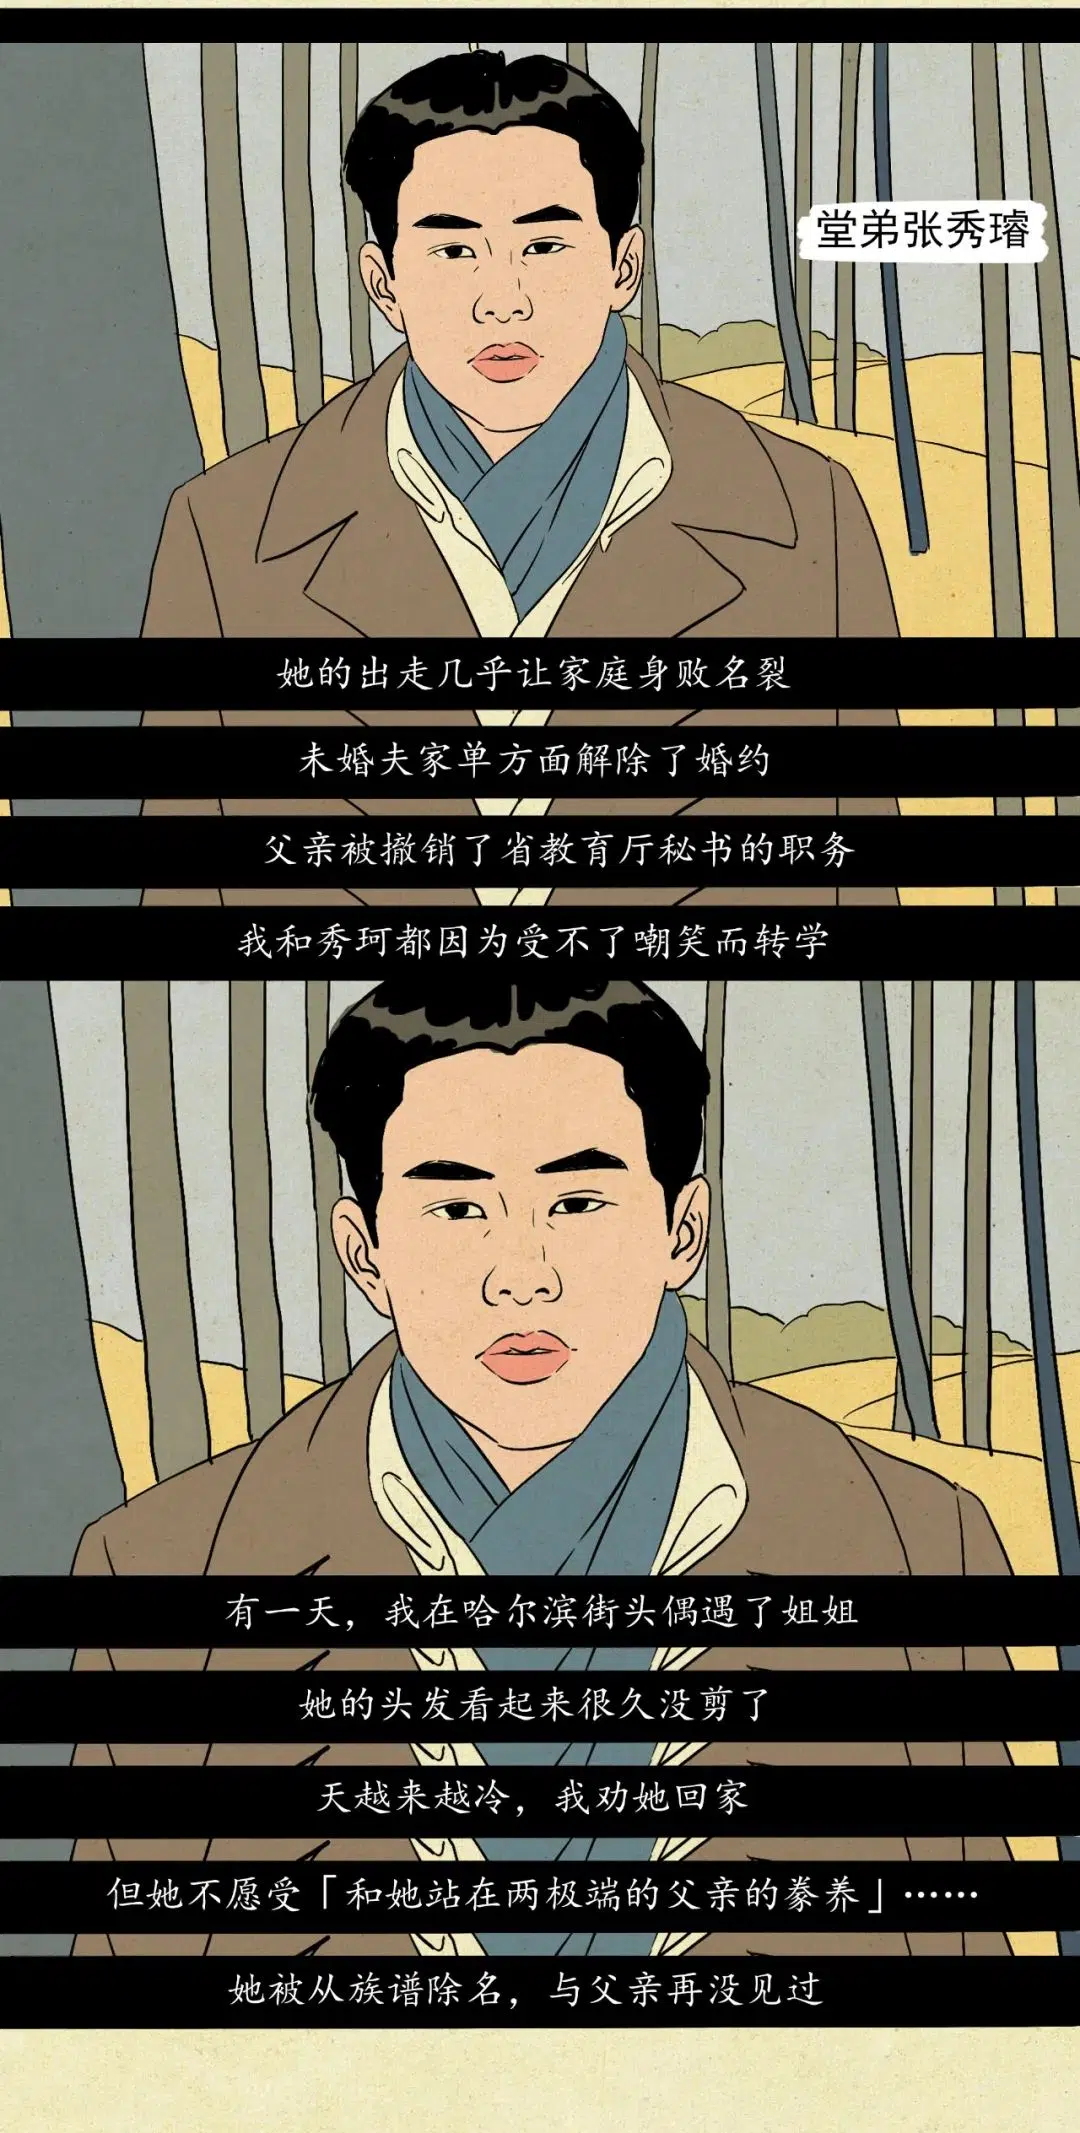 堂弟张秀璿
她的出走几乎让家庭身败名裂
未婚夫家单方面解除了婚约
父亲被撤销了省教育厅秘书的职务
我和秀珂都因为受不了嘲笑而转学
有一天，我在哈尔滨街头偶遇了姐姐
她的头发看起来很久没剪了
天越来越冷，我劝她回家
但她不愿受「和她站在两极端的父亲的豢养」……
她被从族谱除名，与父亲再没见过